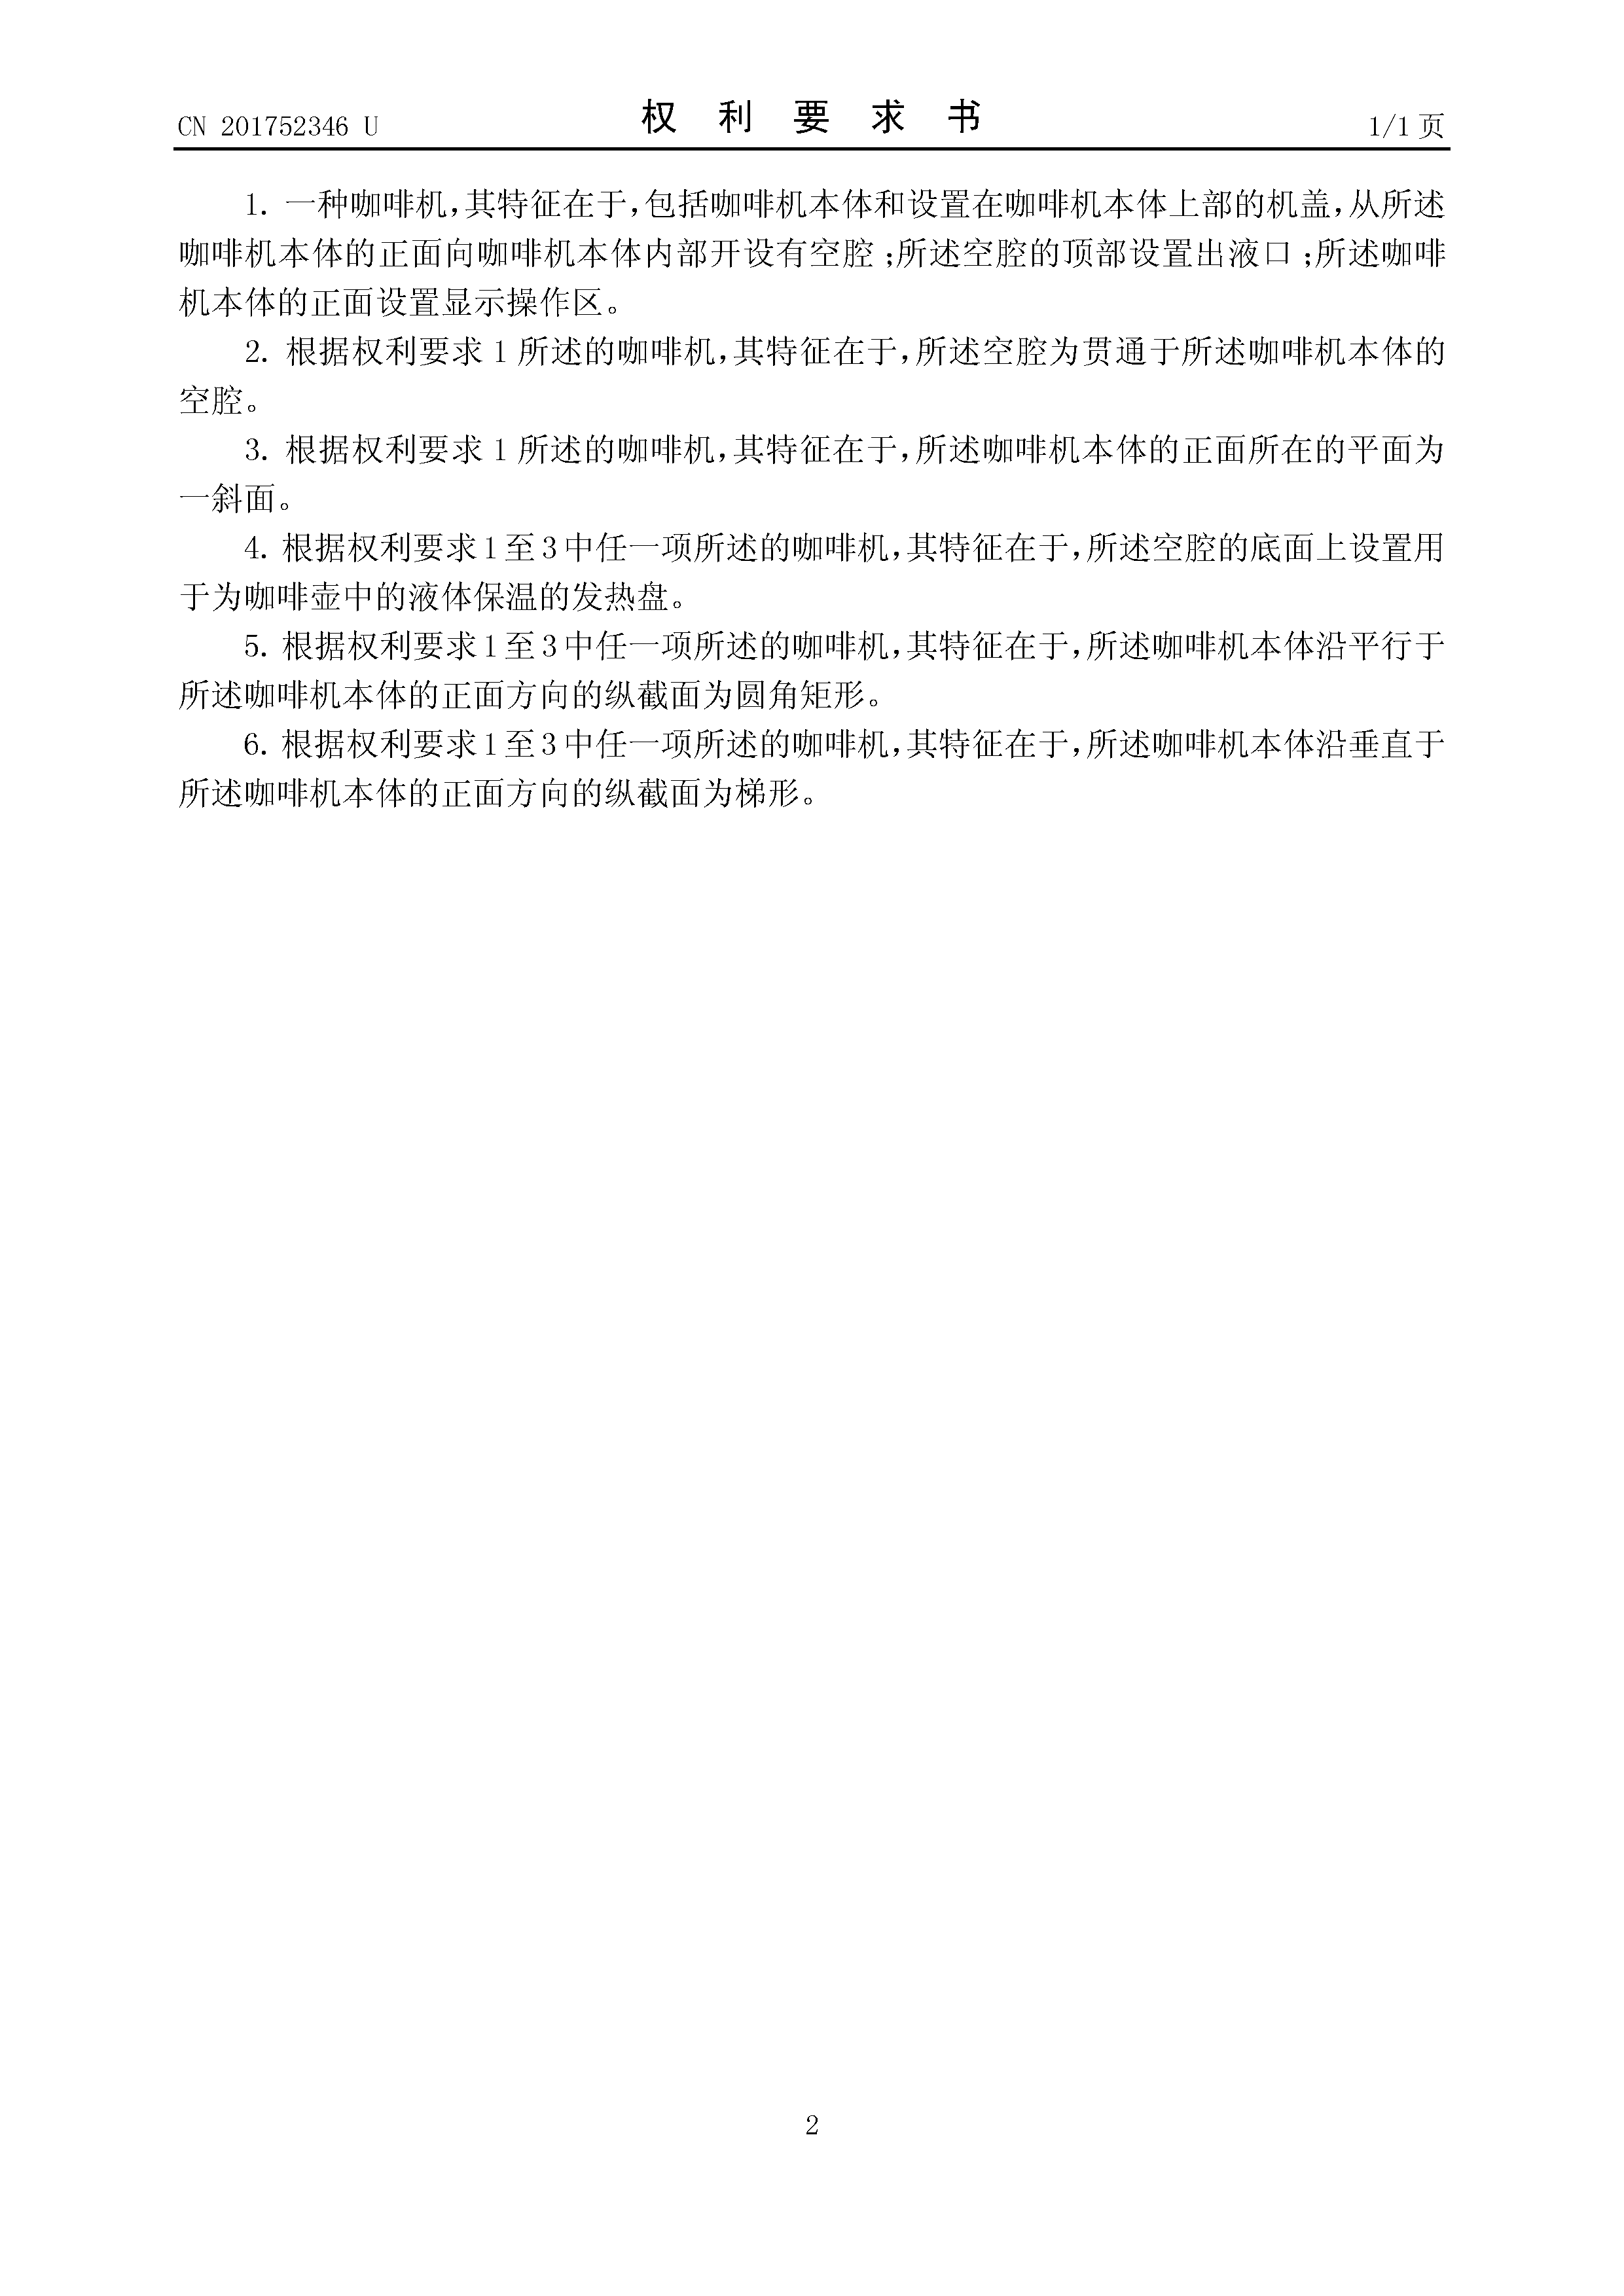 CN 201752346 U
权 利 要 求 书
1/1 页
1. 一种咖啡机,其特征在于,包括咖啡机本体和设置在咖啡机本体上部的机盖,从所述
咖啡机本体的正面向咖啡机本体内部开设有空腔;所述空腔的顶部设置出液口;所述咖啡
机本体的正面设置显示操作区。
2. 根据权利要求 1 所述的咖啡机,其特征在于,所述空腔为贯通于所述咖啡机本体的
空腔。
3. 根据权利要求 1 所述的咖啡机,其特征在于,所述咖啡机本体的正面所在的平面为
一斜面。
4. 根据权利要求1至3中任一项所述的咖啡机,其特征在于,所述空腔的底面上设置用
于为咖啡壶中的液体保温的发热盘。
5. 根据权利要求1至3中任一项所述的咖啡机,其特征在于,所述咖啡机本体沿平行于
所述咖啡机本体的正面方向的纵截面为圆角矩形。
6. 根据权利要求1至3中任一项所述的咖啡机,其特征在于,所述咖啡机本体沿垂直于
所述咖啡机本体的正面方向的纵截面为梯形。
2